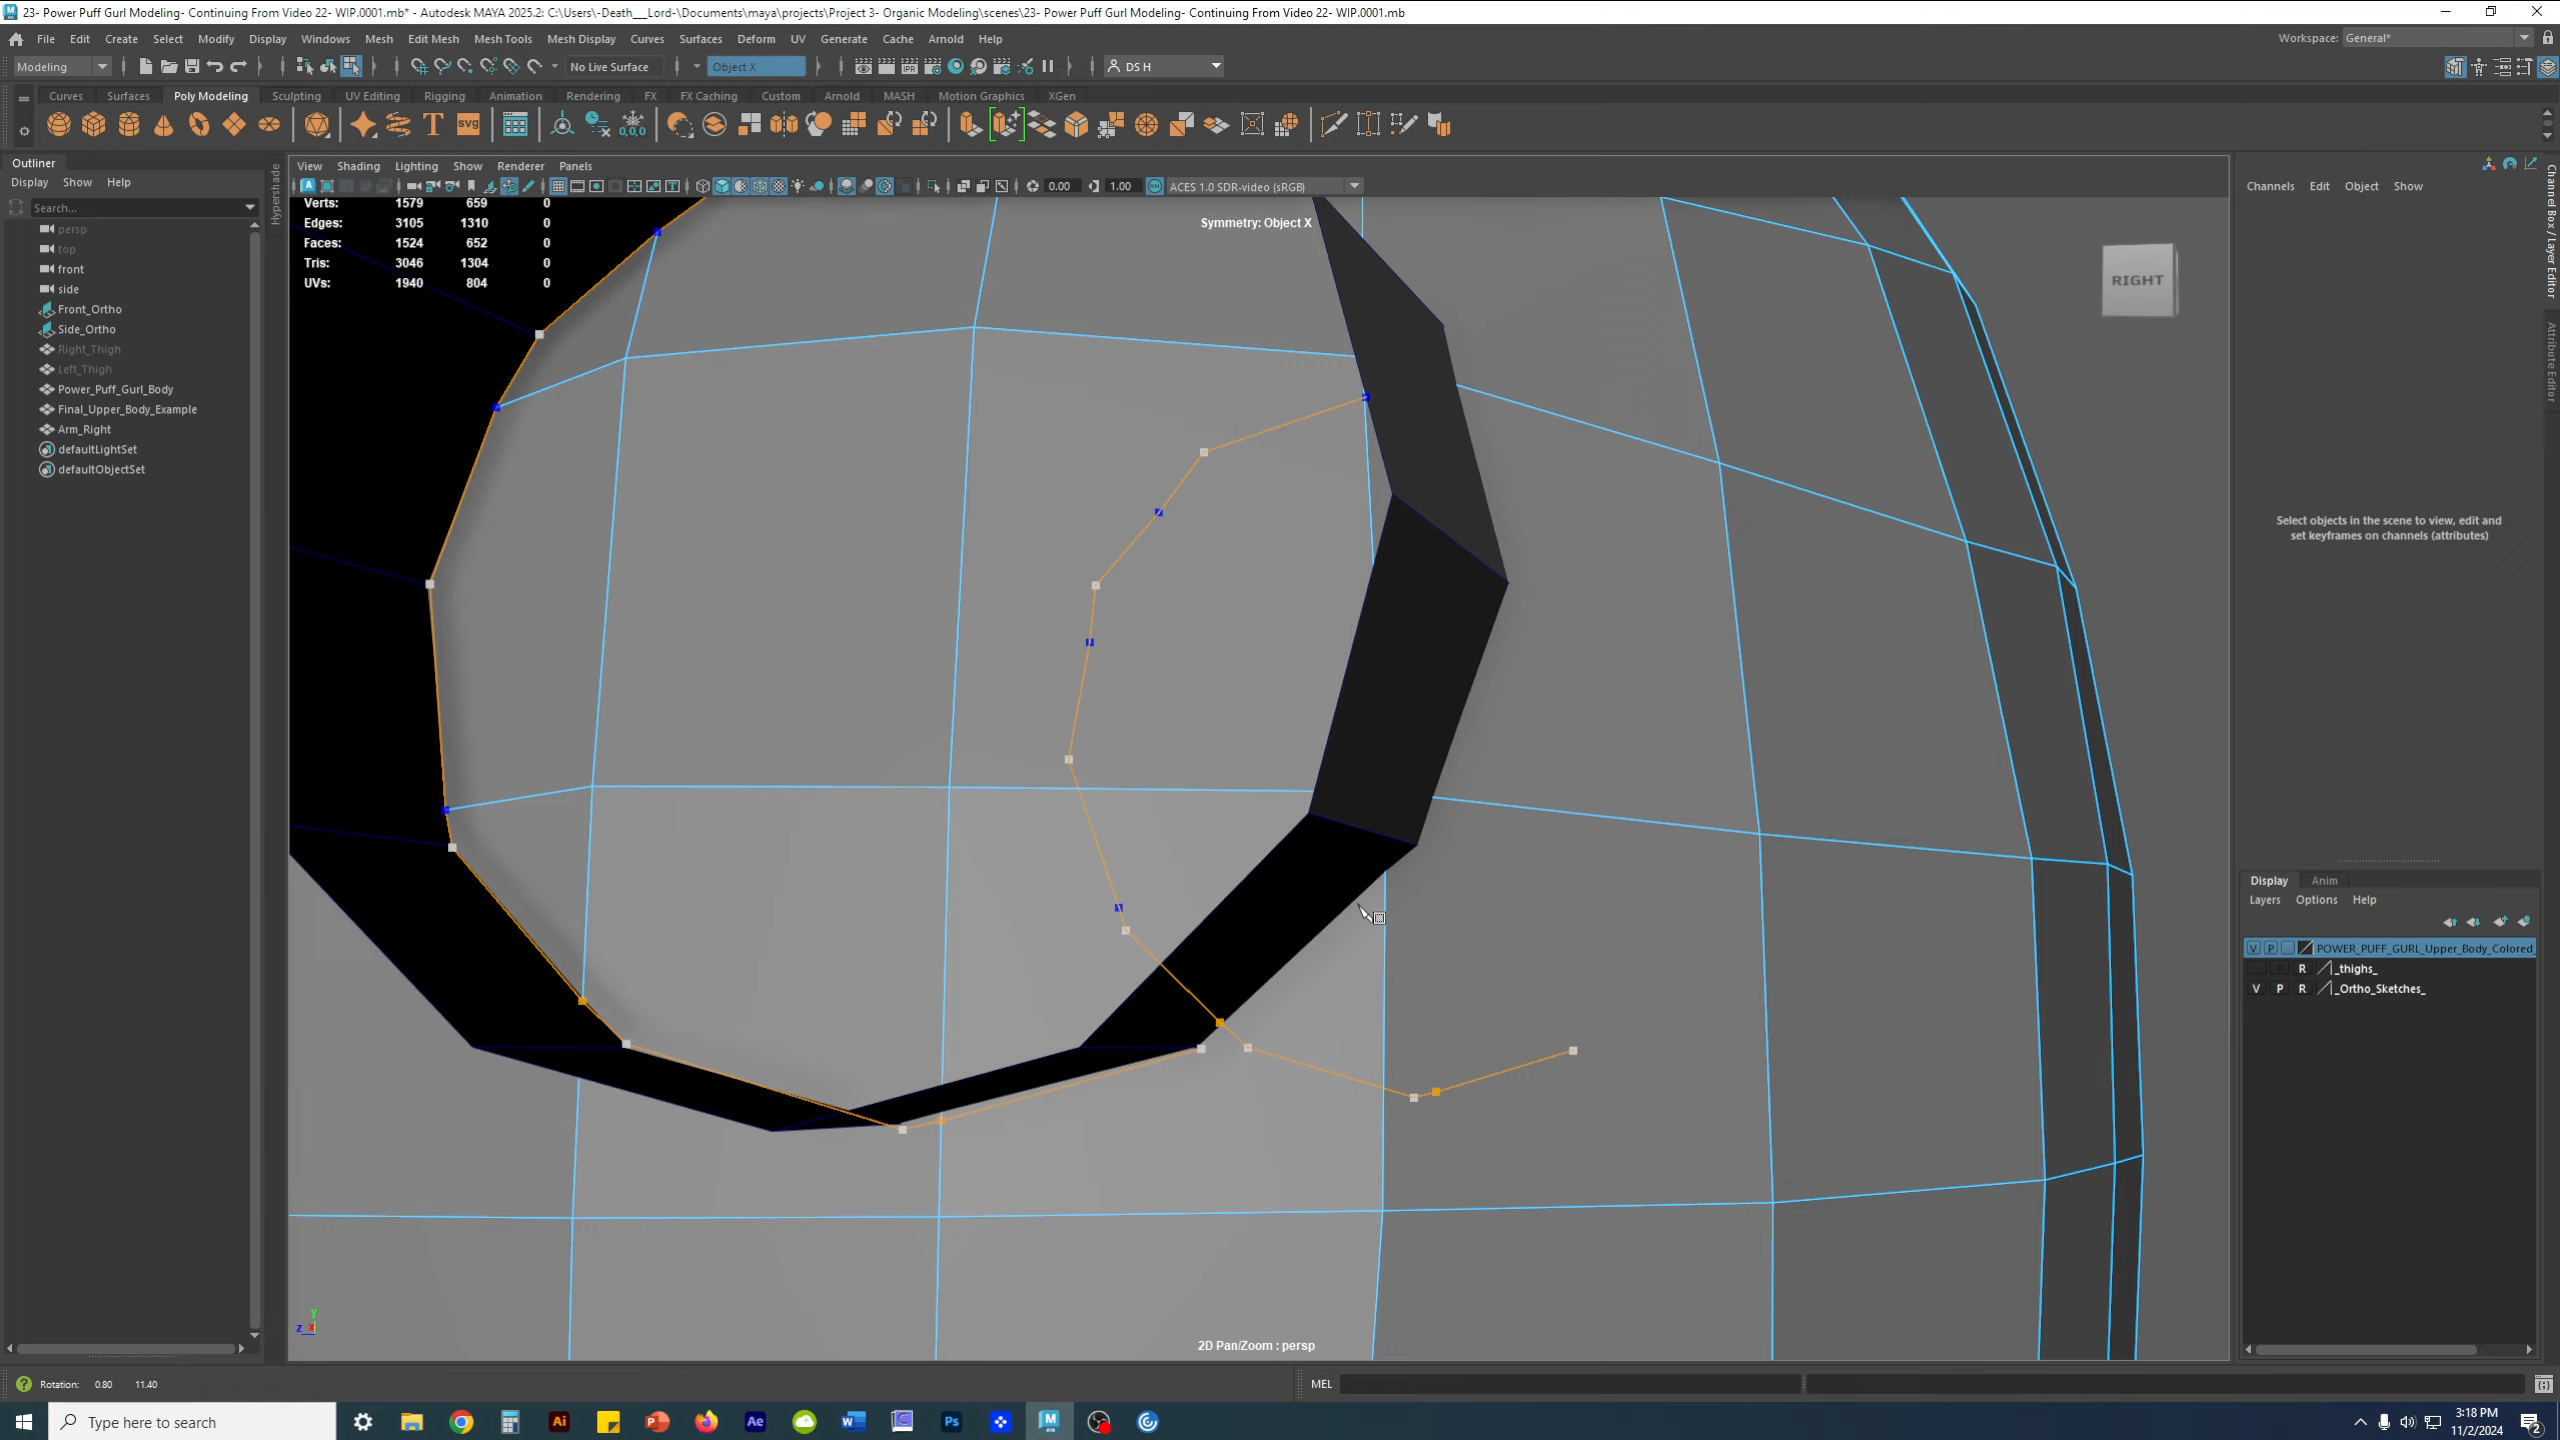 23- Power Puff Gurl Modeling- Continuing From Video 22- WIP.0001.mb* - Autodesk MAYA 2025.2: C:\Users\-Death__Lord-\Documents\maya\projects\Project 3- Organic Modeling\scenes\23- Power Puff Gurl Modeling- Continuing From Video 22- WIP.0001.mb
File Edit Create Select Modify Display Windows Mesh Edit Mesh Mesh Tools Mesh Display Curves Surfaces Deform UV Generate Cache Arnold Help
Workspace: General*
Modeling No Live Surface Object X DS H
Curves Surfaces Poly Modeling Sculpting UV Editing Rigging Animation Rendering FX FX Caching Custom Arnold MASH Motion Graphics XGen
Outliner
Display Show Help
Search...
persp
top
front
side
Front_Ortho
Side_Ortho
Right_Thigh
Left_Thigh
Power_Puff_Gurl_Body
Final_Upper_Body_Example
Arm_Right
defaultLightSet
defaultObjectSet
Hypershade
View Shading Lighting Show Renderer Panels
0.00 1.00 ACES 1.0 SDR-video (sRGB)
Verts: 1579 659 0
Edges: 3105 1310 0
Faces: 1524 652 0
Tris: 3046 1304 0
UVs: 1940 804 0
Symmetry: Object X
RIGHT
2D Pan/Zoom : persp
Channels Edit Object Show
Select objects in the scene to view, edit and
set keyframes on channels (attributes)
Channel Box / Layer Editor
Attribute Editor
Display Anim
Layers Options Help
V P POWER_PUFF_GURL_Upper_Body_Colored_
R _thighs_
V P R _Ortho_Sketches_
Rotation: 0.80 11.40
MEL
Type here to search
3:18 PM
11/2/2024